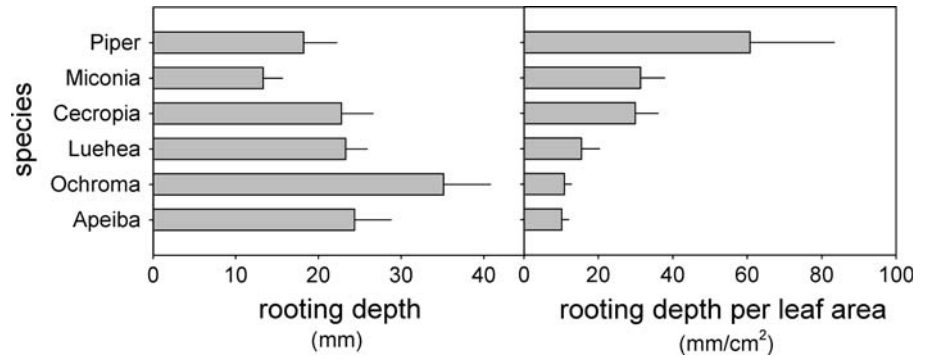 species
Piper
Miconia
Cecropia
Luehea
Ochroma
Apeiba
0 10 20 30 40
0 20 40 60 80 100
rooting depth
(mm)
rooting depth per leaf area
(mm/cm²)